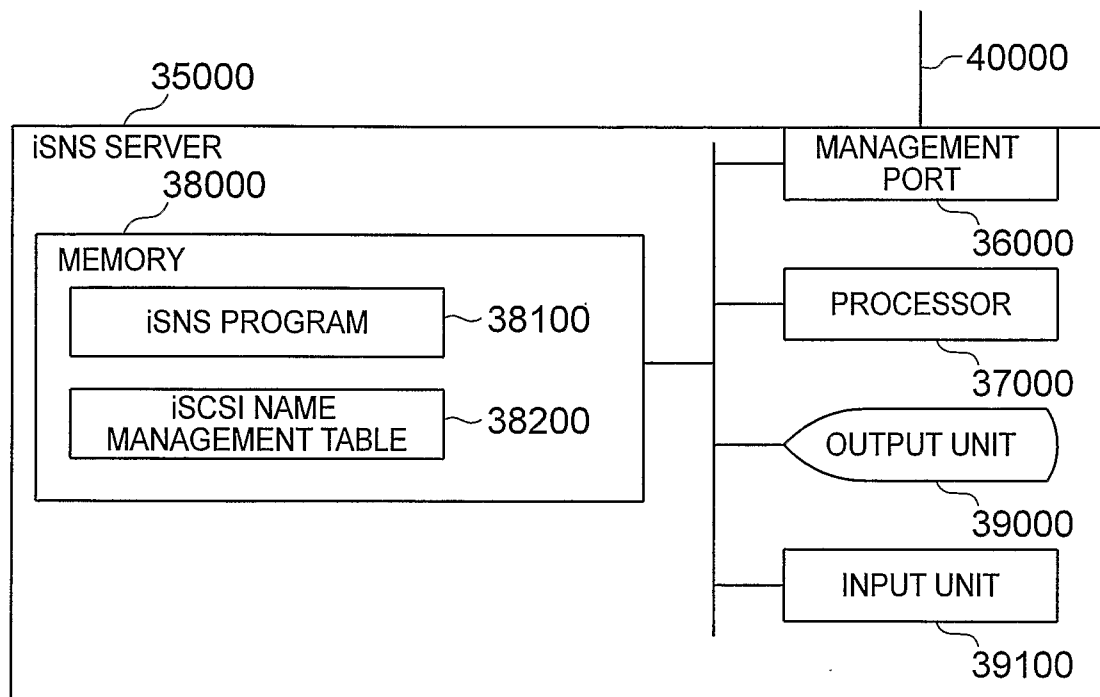 40000
35000
iSNS SERVER
38000
MEMORY
iSNS PROGRAM
38100
iSCSI NAME
MANAGEMENT TABLE
38200
MANAGEMENT
PORT
36000
PROCESSOR
37000
OUTPUT UNIT
39000
INPUT UNIT
39100